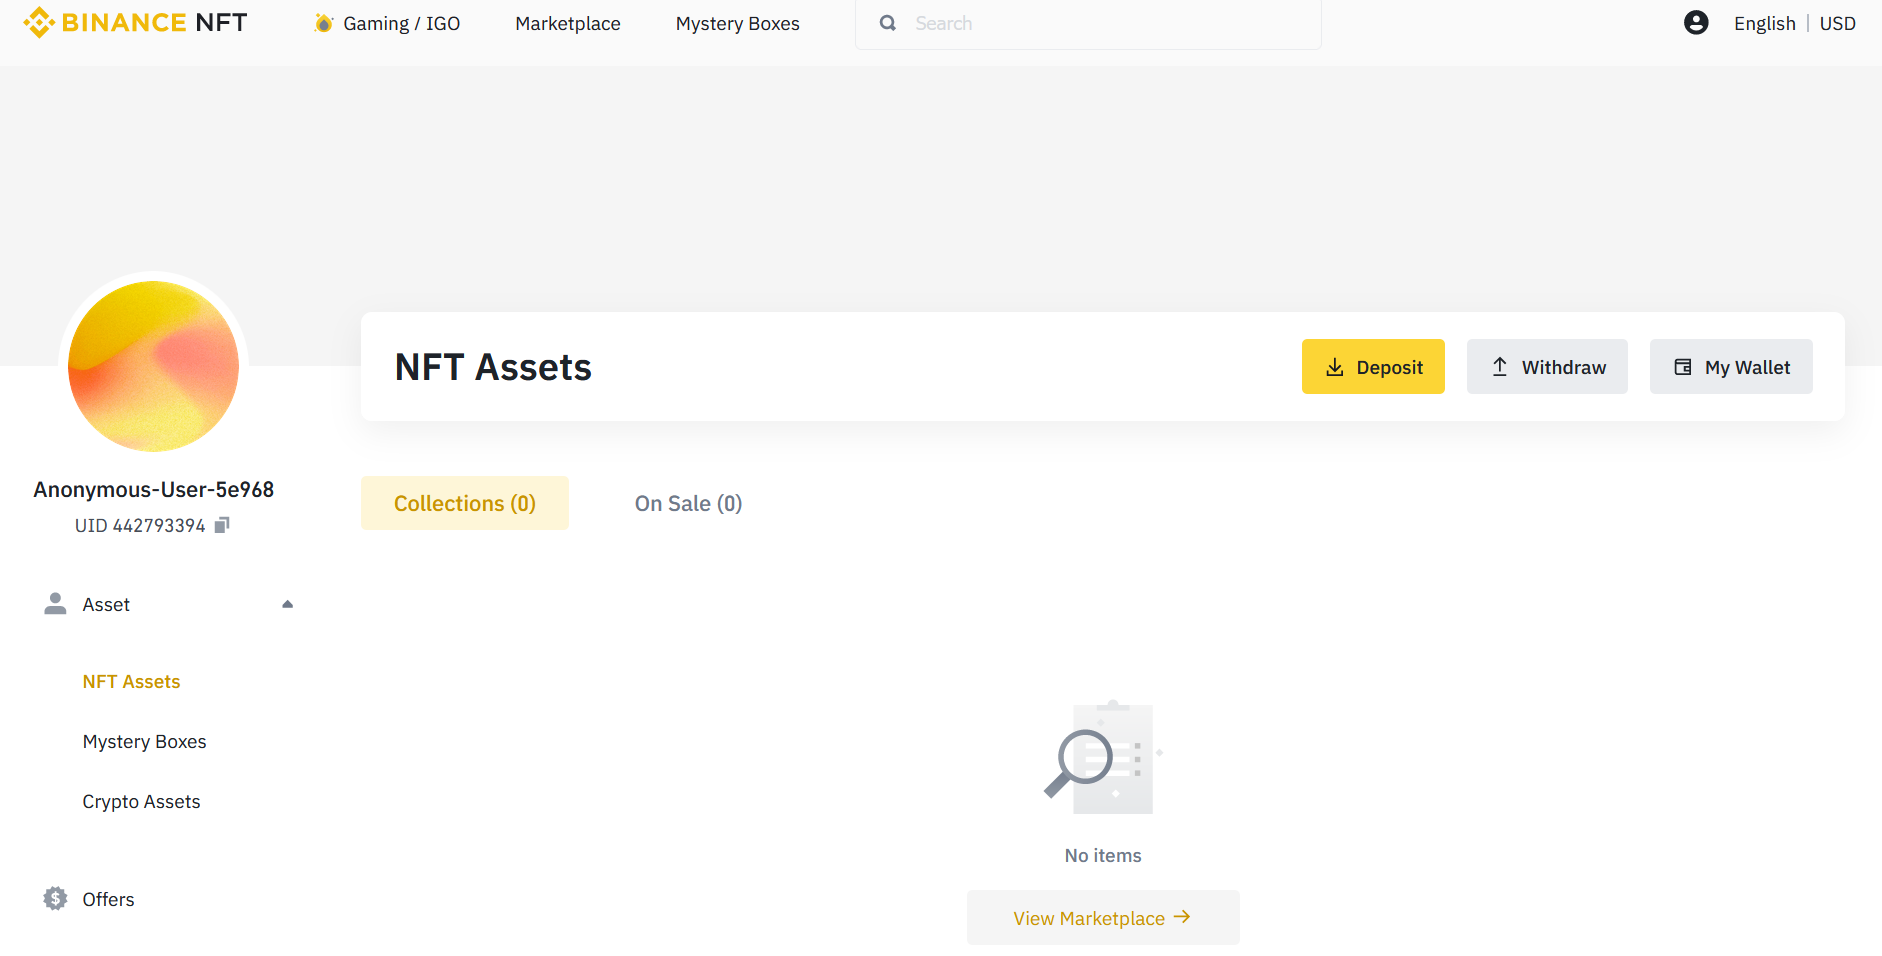 BINANCE NFT
Gaming / IGO
Marketplace
Mystery Boxes
Search
English | USD
NFT Assets
Deposit
Withdraw
My Wallet
Anonymous-User-5e968
UID 442793394
Collections (0)
On Sale (0)
Asset
NFT Assets
Mystery Boxes
Crypto Assets
Offers
No items
View Marketplace →